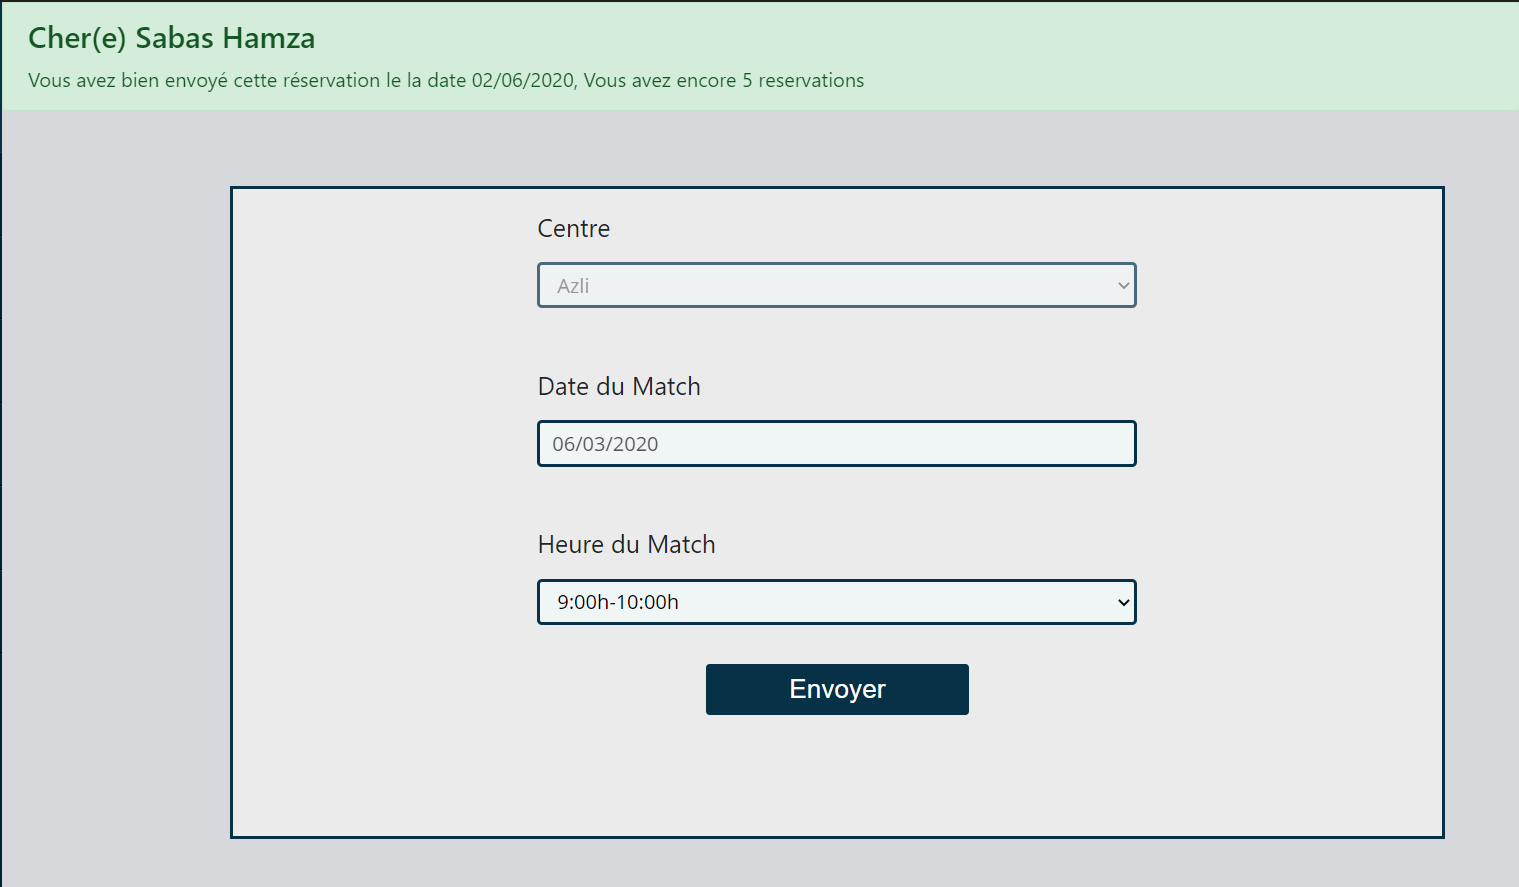 Cher(e) Sabas Hamza
Vous avez bien envoyé cette réservation le la date 02/06/2020, Vous avez encore 5 reservations
Centre
Azli
Date du Match
06/03/2020
Heure du Match
9:00h-10:00h
Envoyer